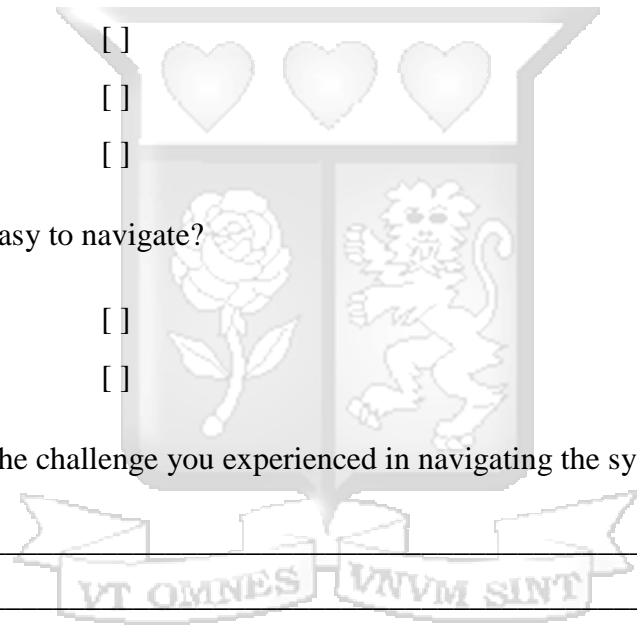 [ ]
[ ]
[ ]
asy to navigate?
[ ]
[ ]
he challenge you experienced in navigating the sy
VT OMNES VNVM SINT